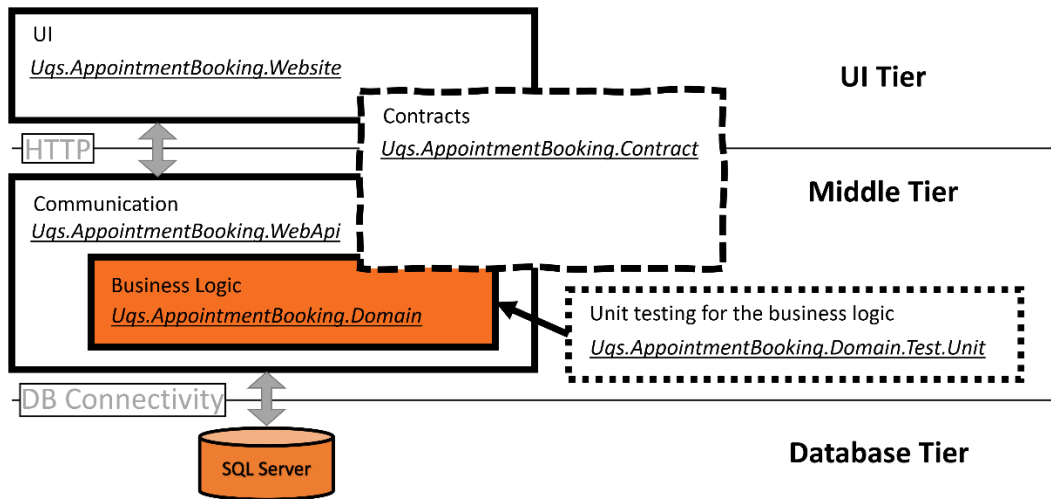 UI
Uqs.AppointmentBooking.Website
UI Tier
Contracts
Uqs.AppointmentBooking.Contract
HTTP
Middle Tier
Communication
Uqs.AppointmentBooking.WebApi
Business Logic
Uqs.AppointmentBooking.Domain
Unit testing for the business logic
Uqs.AppointmentBooking.Domain.Test.Unit
DB Connectivity
Database Tier
SQL Server